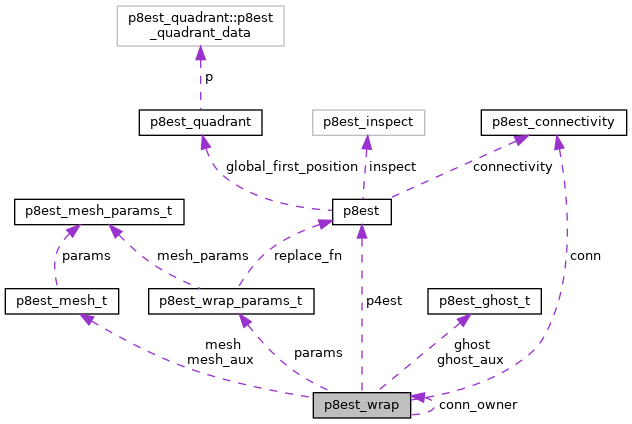 p8est_quadrant::p8est
_quadrant_data
p
p8est_quadrant
p8est_inspect
p8est_connectivity
global_first_position
inspect
connectivity
p8est_mesh_params_t
p8est
params
mesh_params
replace_fn
conn
p8est_mesh_t
p8est_wrap_params_t
p4est
p8est_ghost_t
mesh
mesh_aux
params
ghost
ghost_aux
p8est_wrap
conn_owner